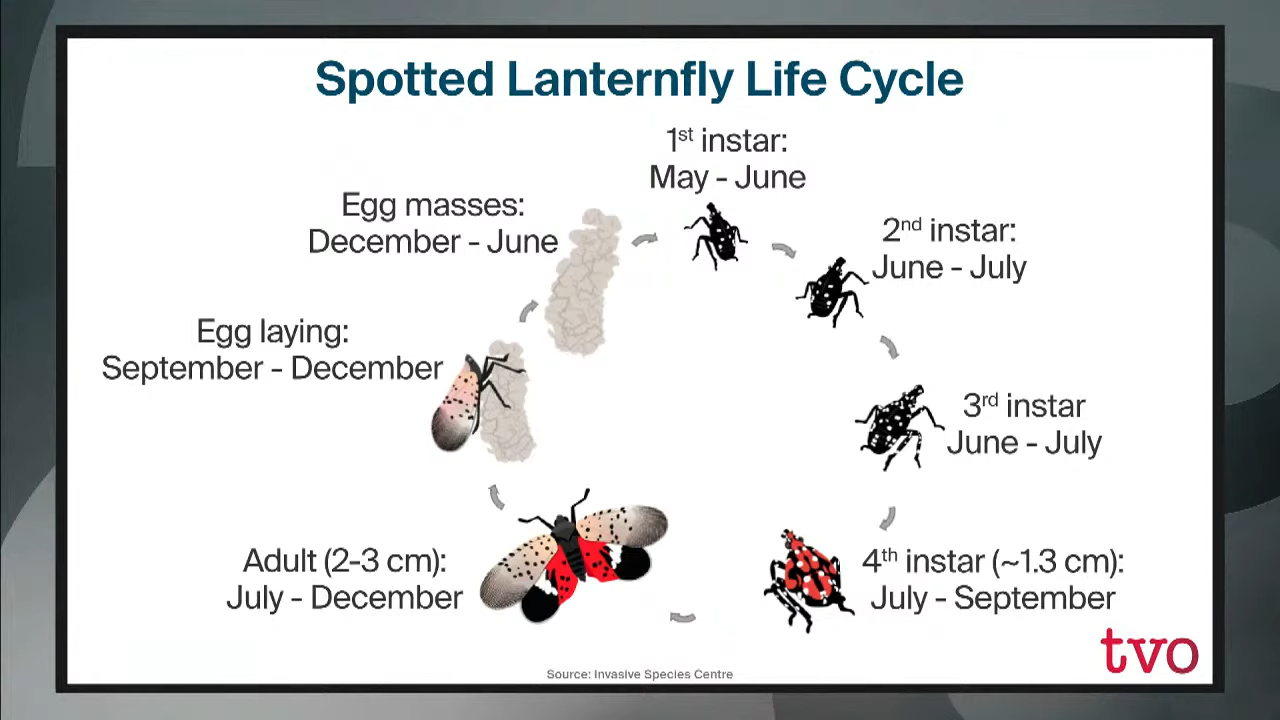 Spotted Lanternfly Life Cycle
1st instar:
May - June
Egg masses:
December - June
2nd instar:
June - July
Egg laying:
September - December
3rd instar
June - July
Adult (2-3 cm):
July - December
4th instar (~1.3 cm):
July - September
tvo
Source: Invasive Species Centre